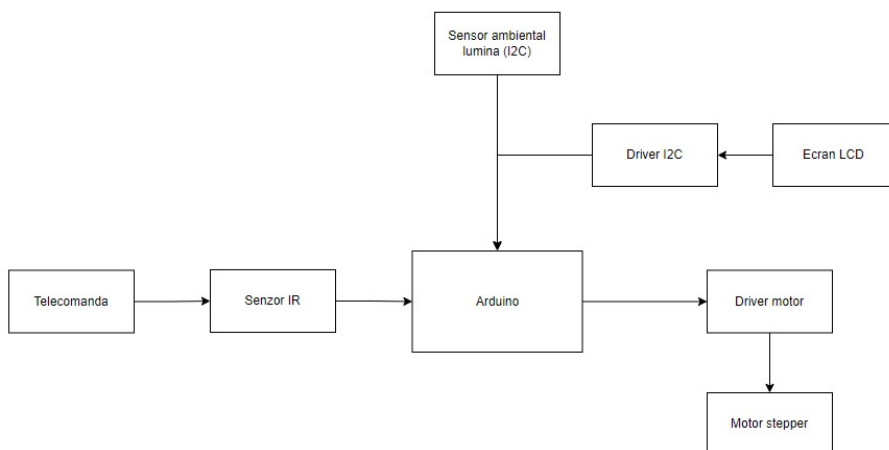 Sensor ambiental
lumina (I2C)
Driver I2C
Ecran LCD
Telecomanda
Senzor IR
Arduino
Driver motor
Motor stepper